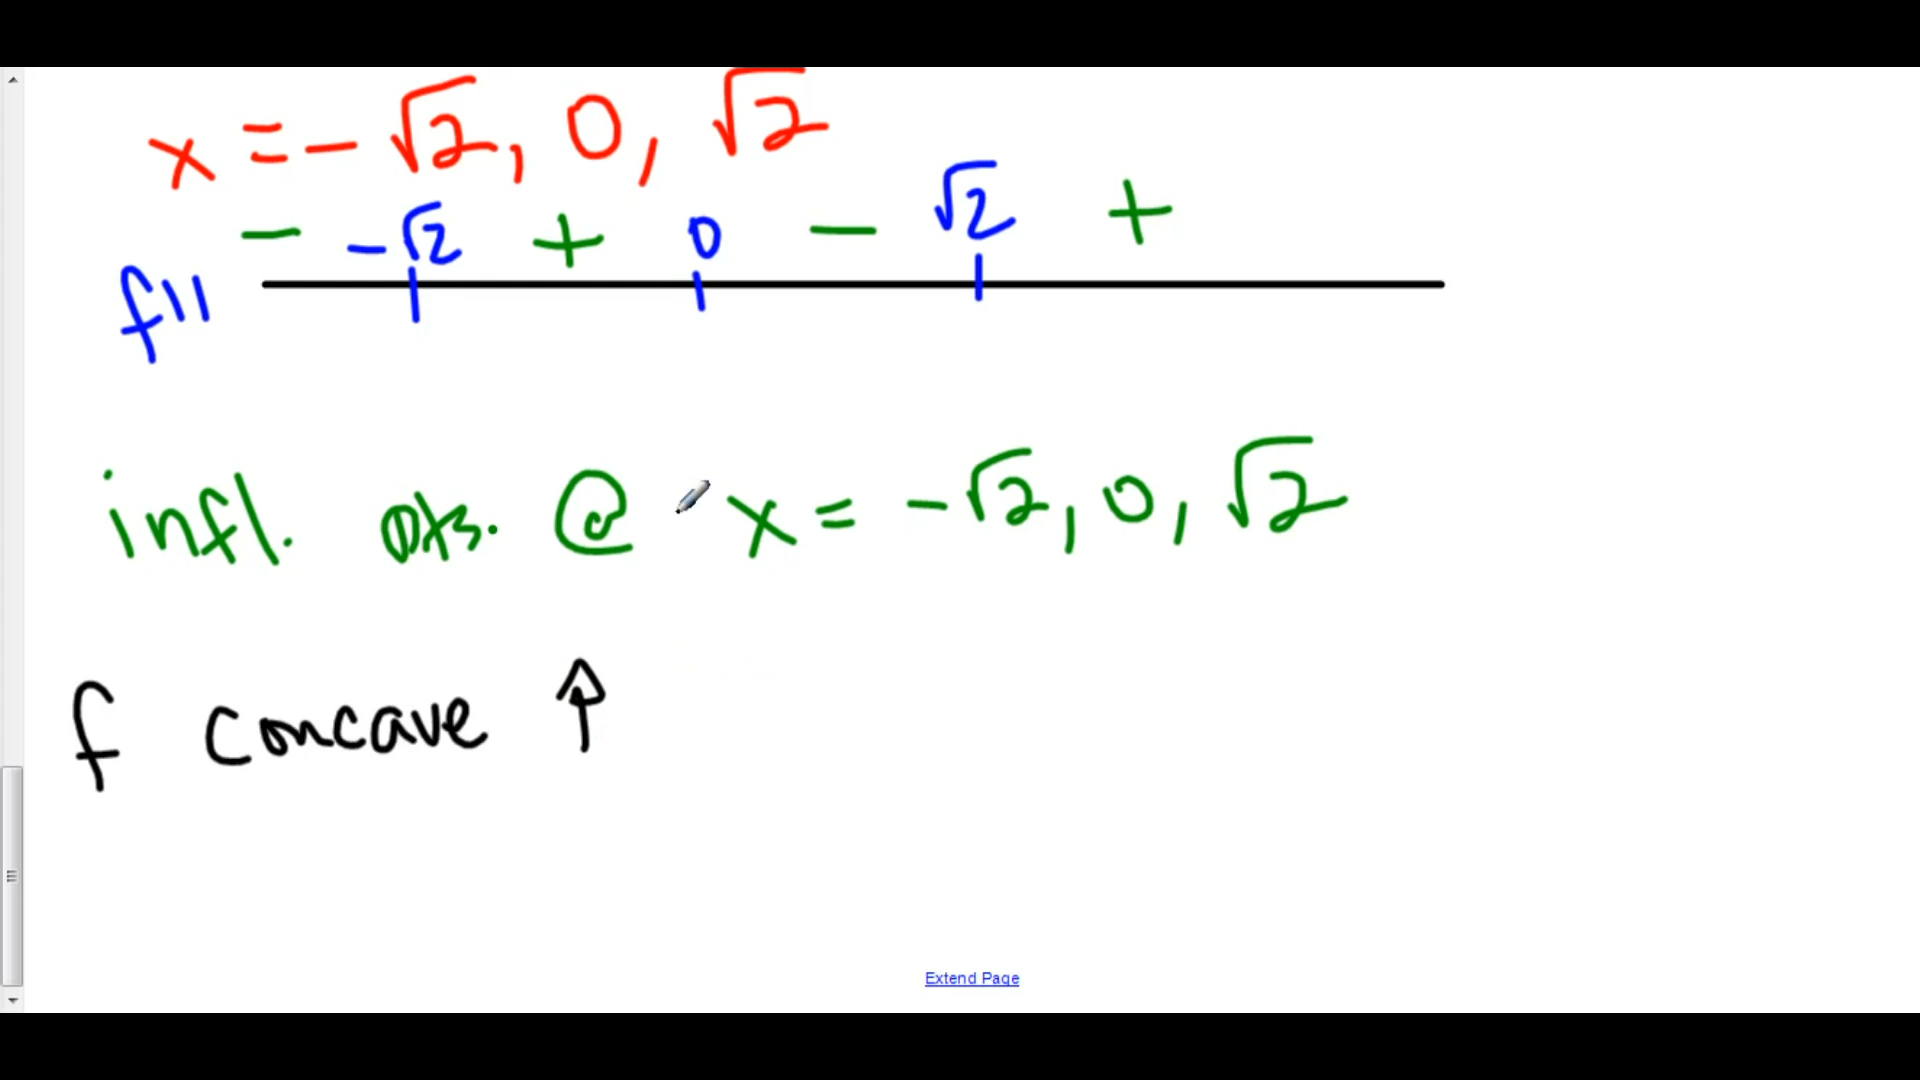 x = - √2, 0, √2
- -√2 + 0 - √2 +
f''
infl. pts. @ x = -√2, 0, √2
f concave ↑
Extend Page